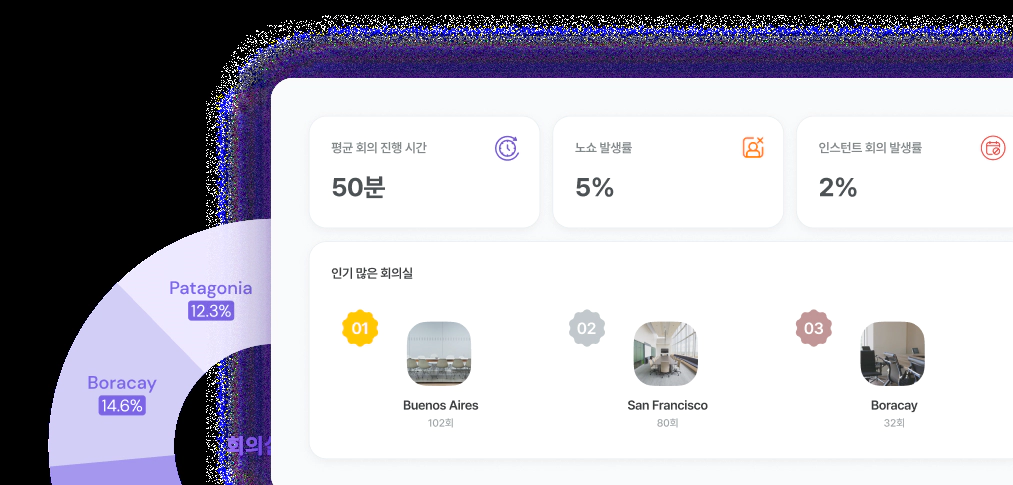 평균 회의 진행 시간
50분
노쇼 발생률
5%
인스턴트 회의 발생률
2%
인기 많은 회의실
01
Buenos Aires
102회
02
San Francisco
80회
03
Boracay
32회
Patagonia
12.3%
Boracay
14.6%
회의실